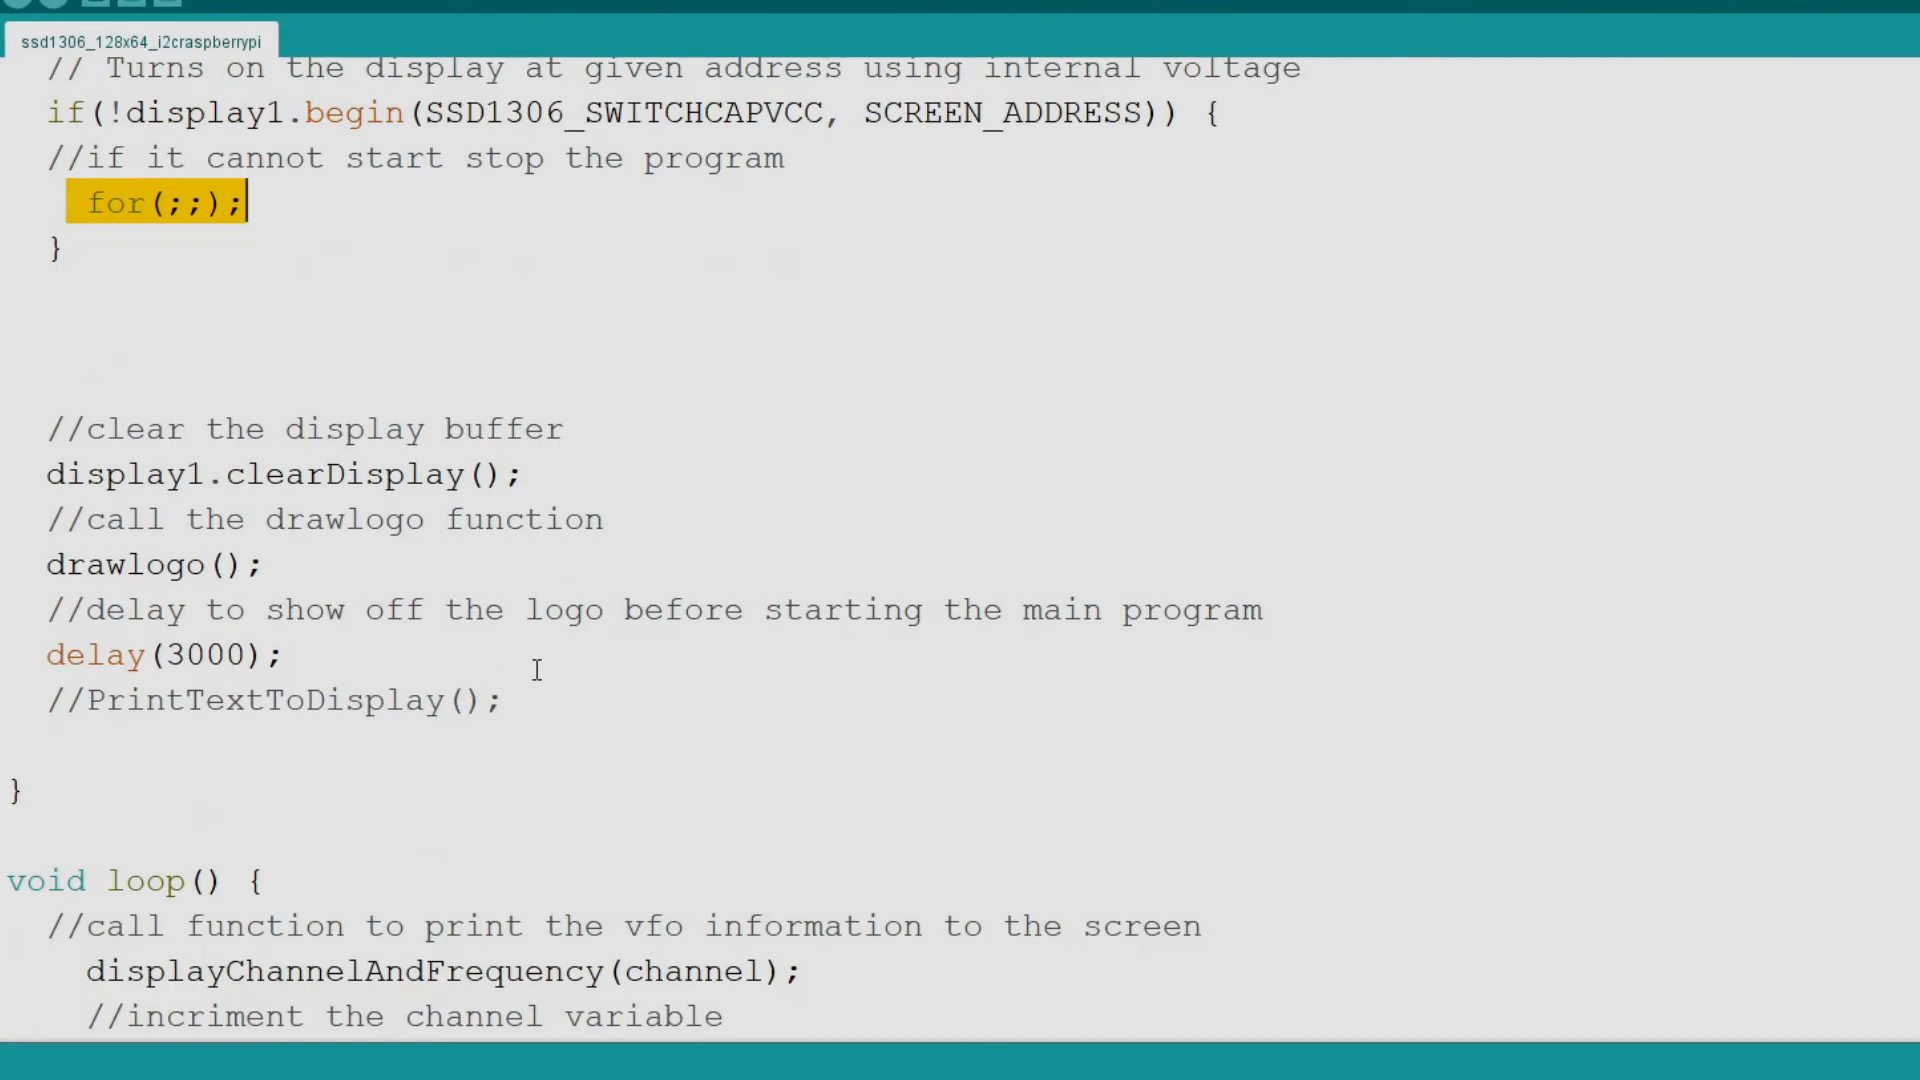 ssd1306_128x64_i2craspberrypi
// Turns on the display at given address using internal voltage
if(!display1.begin(SSD1306_SWITCHCAPVCC, SCREEN_ADDRESS)) {
//if it cannot start stop the program
for(;;);
}
//clear the display buffer
display1.clearDisplay();
//call the drawlogo function
drawlogo();
//delay to show off the logo before starting the main program
delay(3000);
//PrintTextToDisplay();
}
void loop() {
//call function to print the vfo information to the screen
displayChannelAndFrequency(channel);
//incriment the channel variable